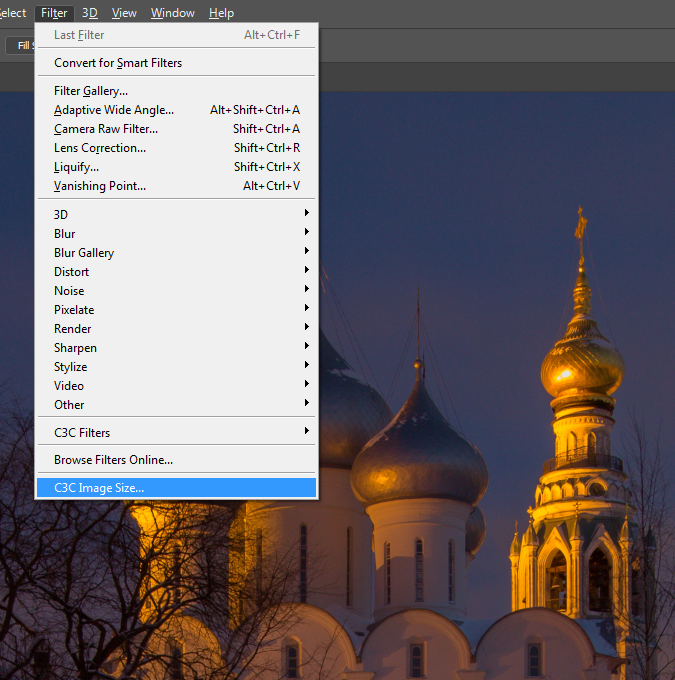 elect Filter 3D View Window Help
Fill S
Last Filter Alt+Ctrl+F
Convert for Smart Filters
Filter Gallery...
Adaptive Wide Angle... Alt+Shift+Ctrl+A
Camera Raw Filter... Shift+Ctrl+A
Lens Correction... Shift+Ctrl+R
Liquify... Shift+Ctrl+X
Vanishing Point... Alt+Ctrl+V
3D
Blur
Blur Gallery
Distort
Noise
Pixelate
Render
Sharpen
Stylize
Video
Other
C3C Filters
Browse Filters Online...
C3C Image Size...